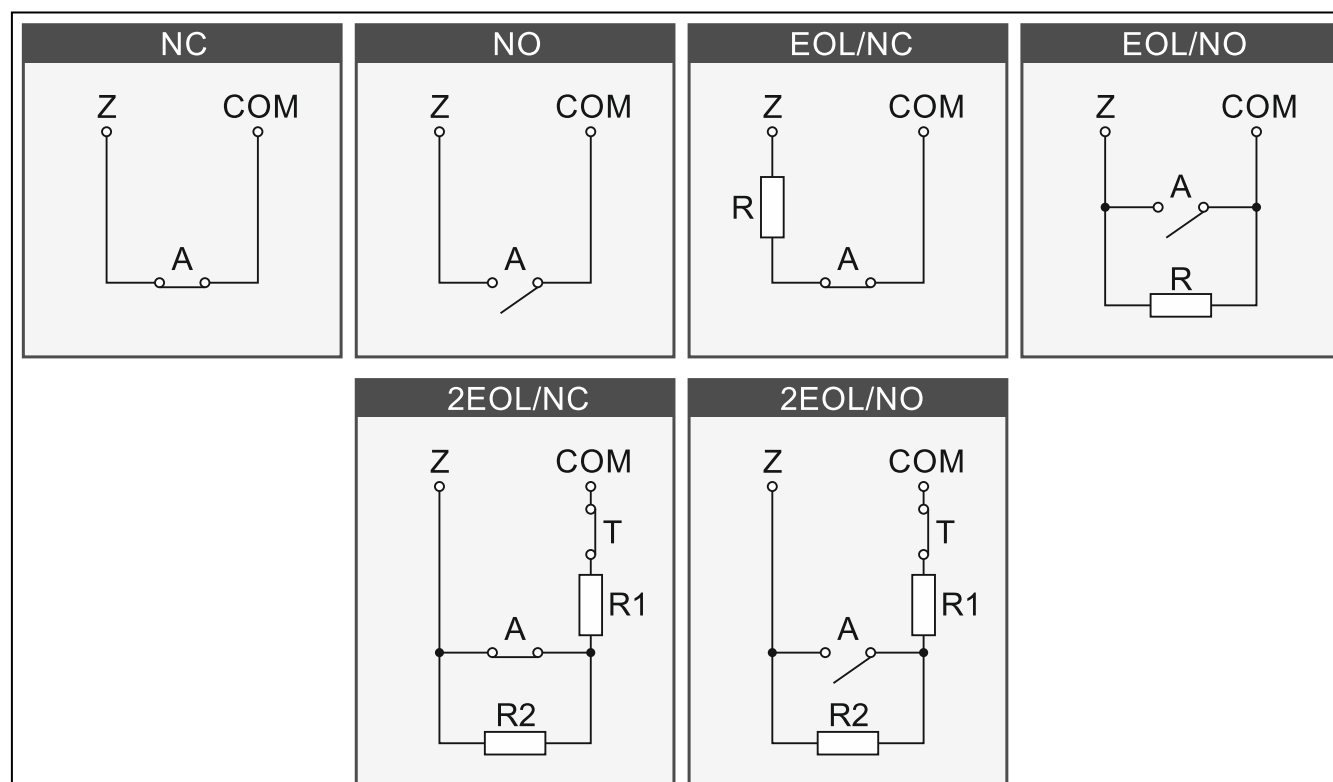 NC
Z COM
A
NO
Z COM
A
EOL/NC
Z COM
R
A
EOL/NO
Z COM
A
R
2EOL/NC
Z COM
T
R1
A
R2
2EOL/NO
Z COM
T
R1
A
R2